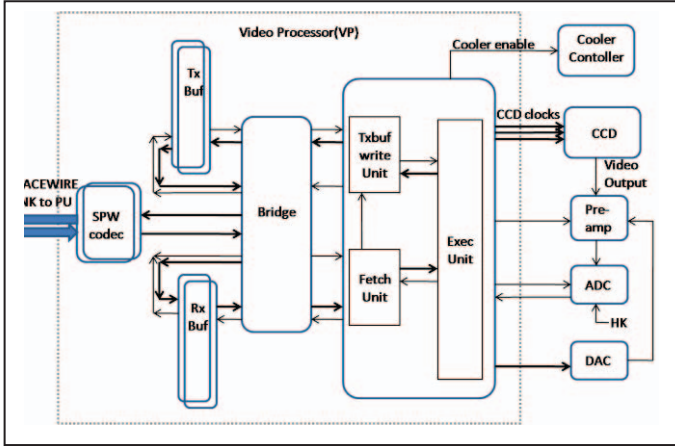 Video Processor(VP)
Cooler enable
Cooler
Contoller
Tx
Buf
CCD clocks
CCD
Txbuf
write
Unit
Video
Output
ACEWIRE
NK to PU
SPW
codec
Bridge
Exec
Unit
Pre-
amp
Fetch
Unit
ADC
Rx
Buf
HK
DAC